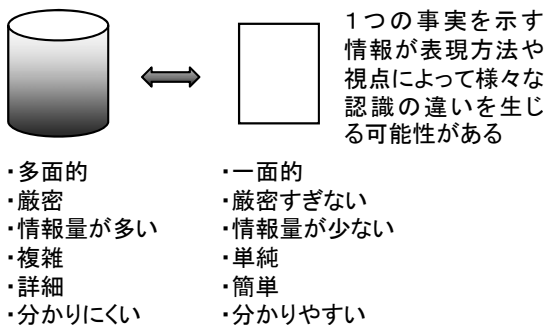 1つの事実を示す
情報が表現方法や
視点によって様々な
認識の違いを生じ
る可能性がある
・多面的
・厳密
・情報量が多い
・複雑
・詳細
・分かりにくい
・一面的
・厳密すぎない
・情報量が少ない
・単純
・簡単
・分かりやすい